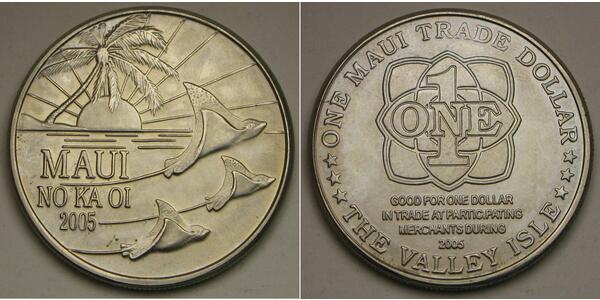 MAUI
NO KA OI
2005
ONE MAUI TRADE DOLLAR
1
ONE
GOOD FOR ONE DOLLAR
IN TRADE AT PARTICIPATING
MERCHANTS DURING
2005
THE VALLEY ISLE